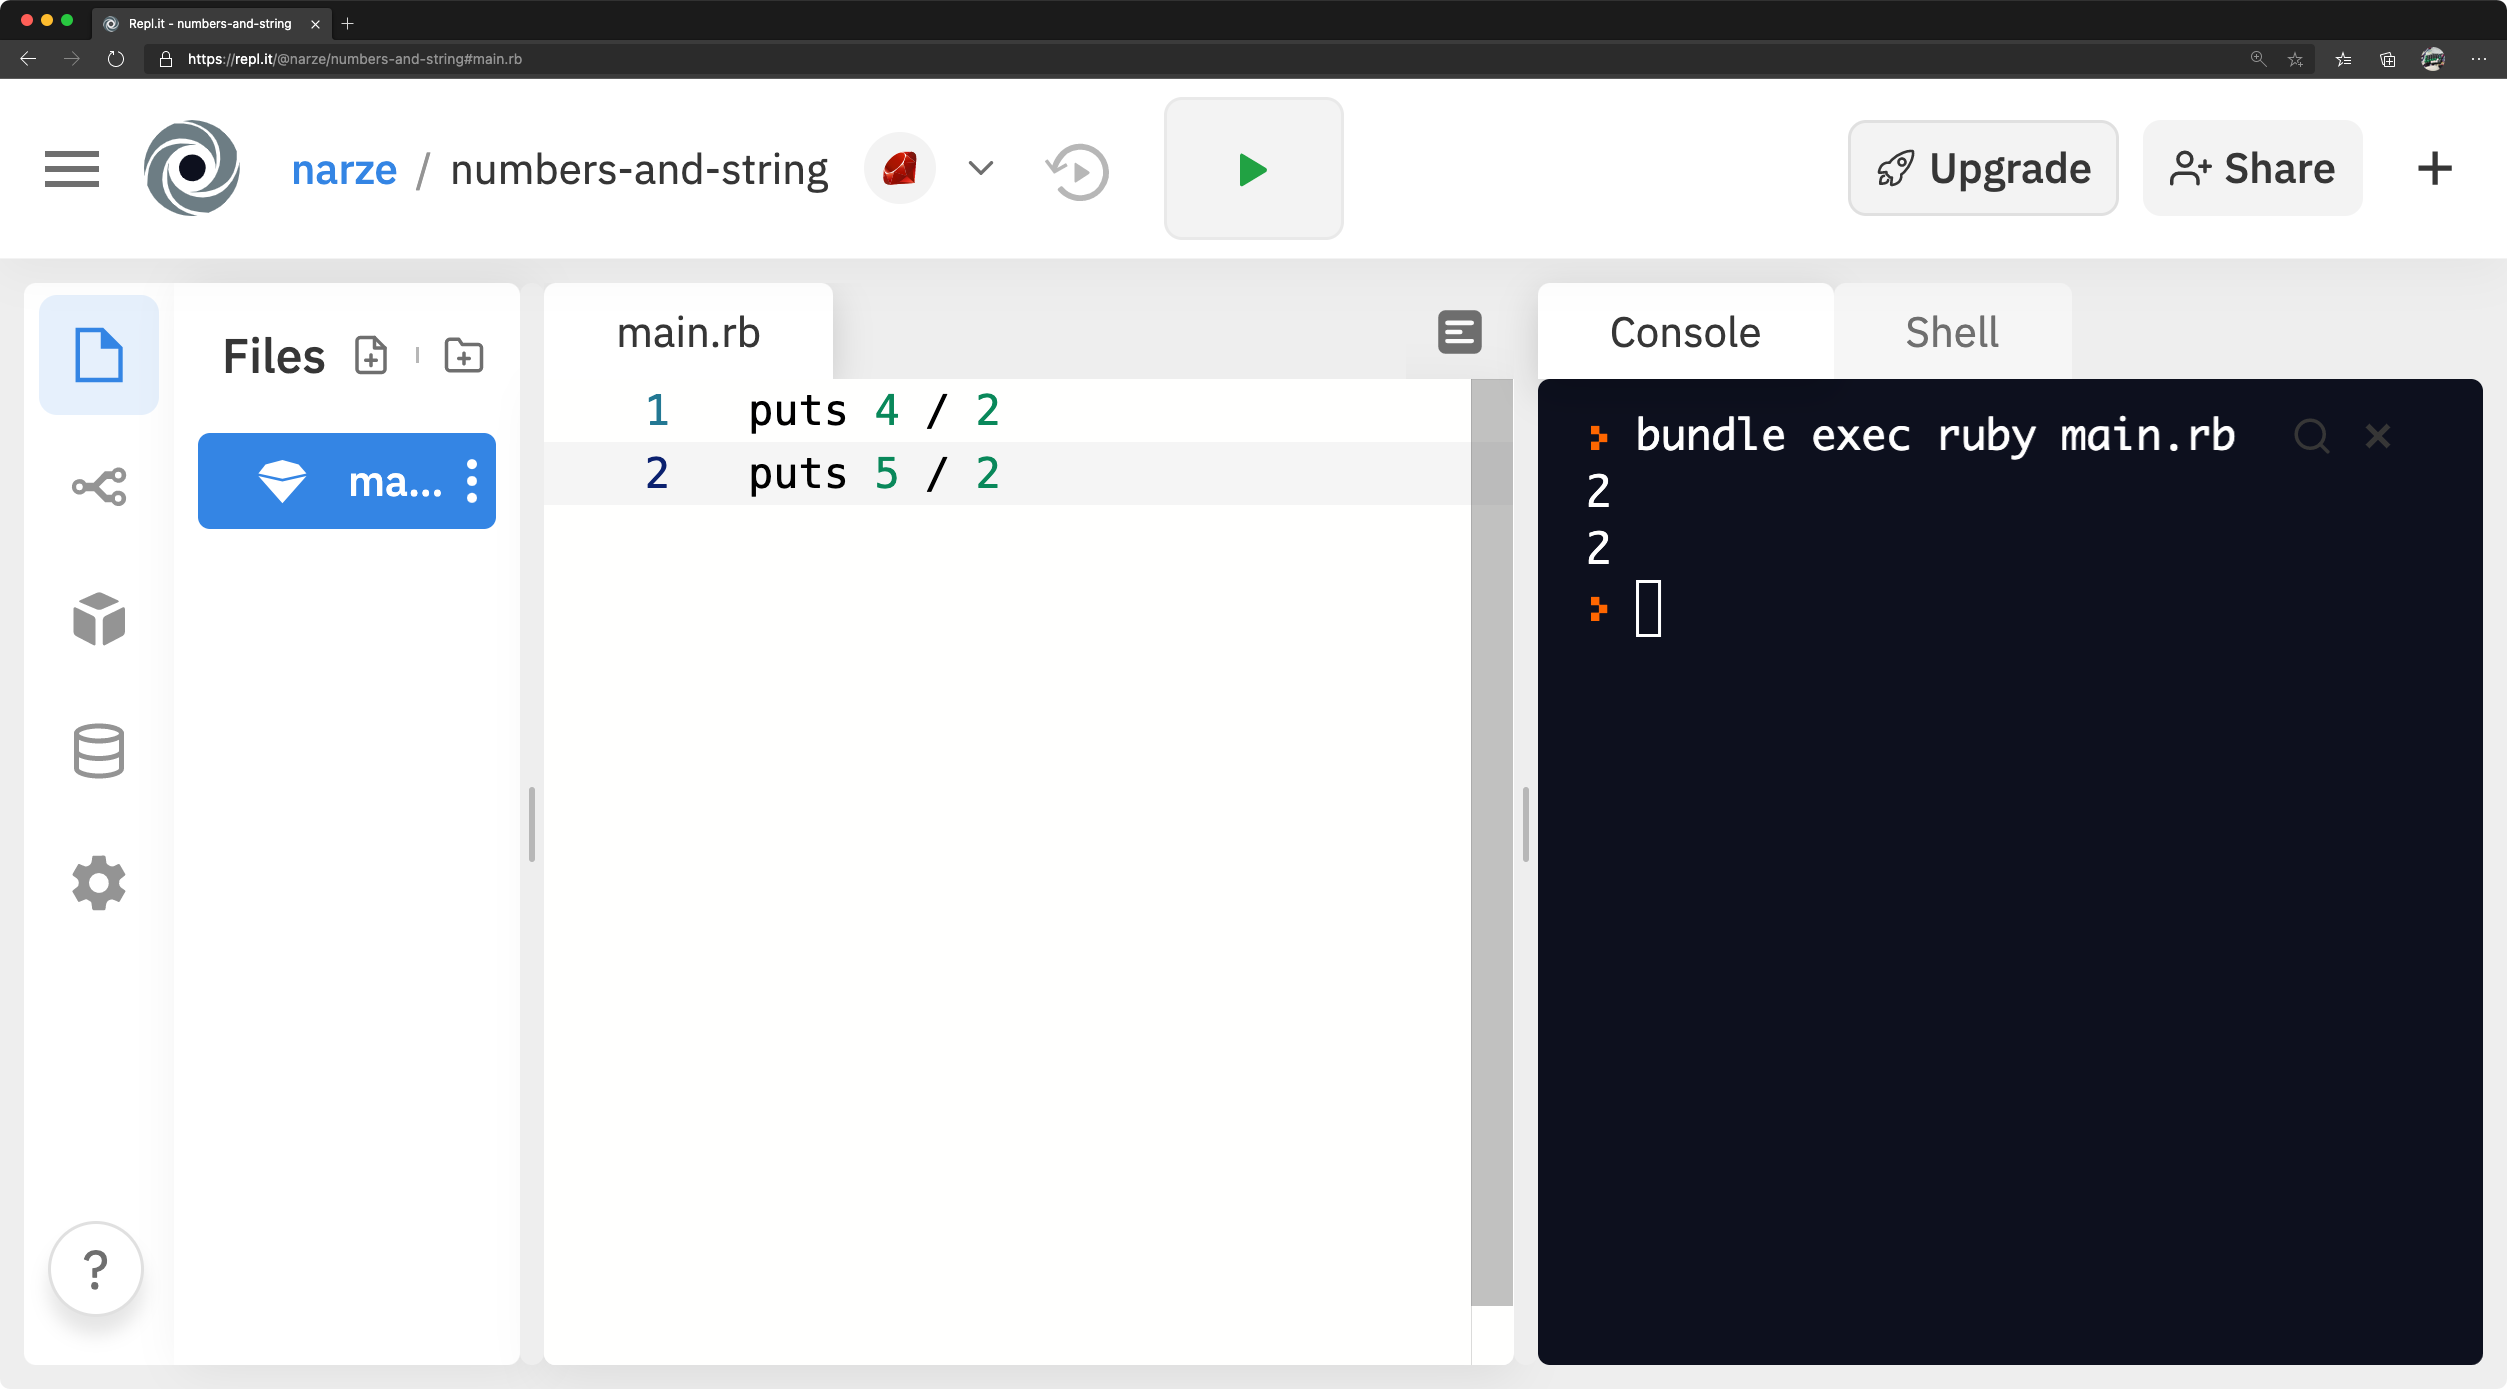 Repl.it - numbers-and-string
https://repl.it/@narze/numbers-and-string#main.rb
narze / numbers-and-string
Upgrade
Share
Files
ma...
main.rb
1 puts 4 / 2
2 puts 5 / 2
Console
Shell
bundle exec ruby main.rb
2
2
?